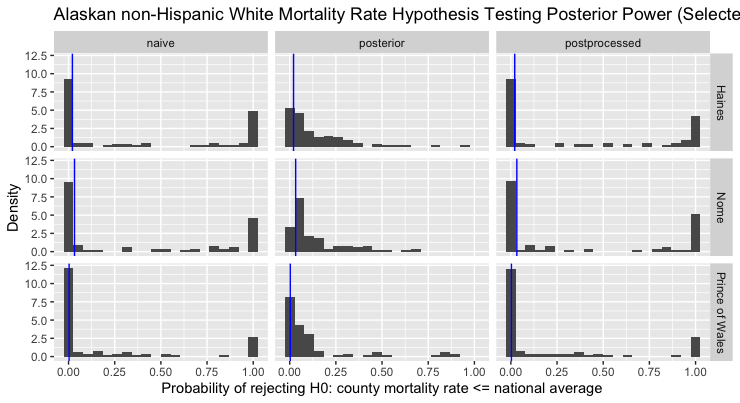 Alaskan non-Hispanic White Mortality Rate Hypothesis Testing Posterior Power (Selecte
naive posterior postprocessed
12.5
10.0
7.5
5.0
2.5
0.0
Haines
12.5
10.0
7.5
5.0
2.5
0.0
Nome
12.5
10.0
7.5
5.0
2.5
0.0
Prince of Wales
Density
0.00 0.25 0.50 0.75 1.00 0.00 0.25 0.50 0.75 1.00 0.00 0.25 0.50 0.75 1.00
Probability of rejecting H0: county mortality rate <= national average